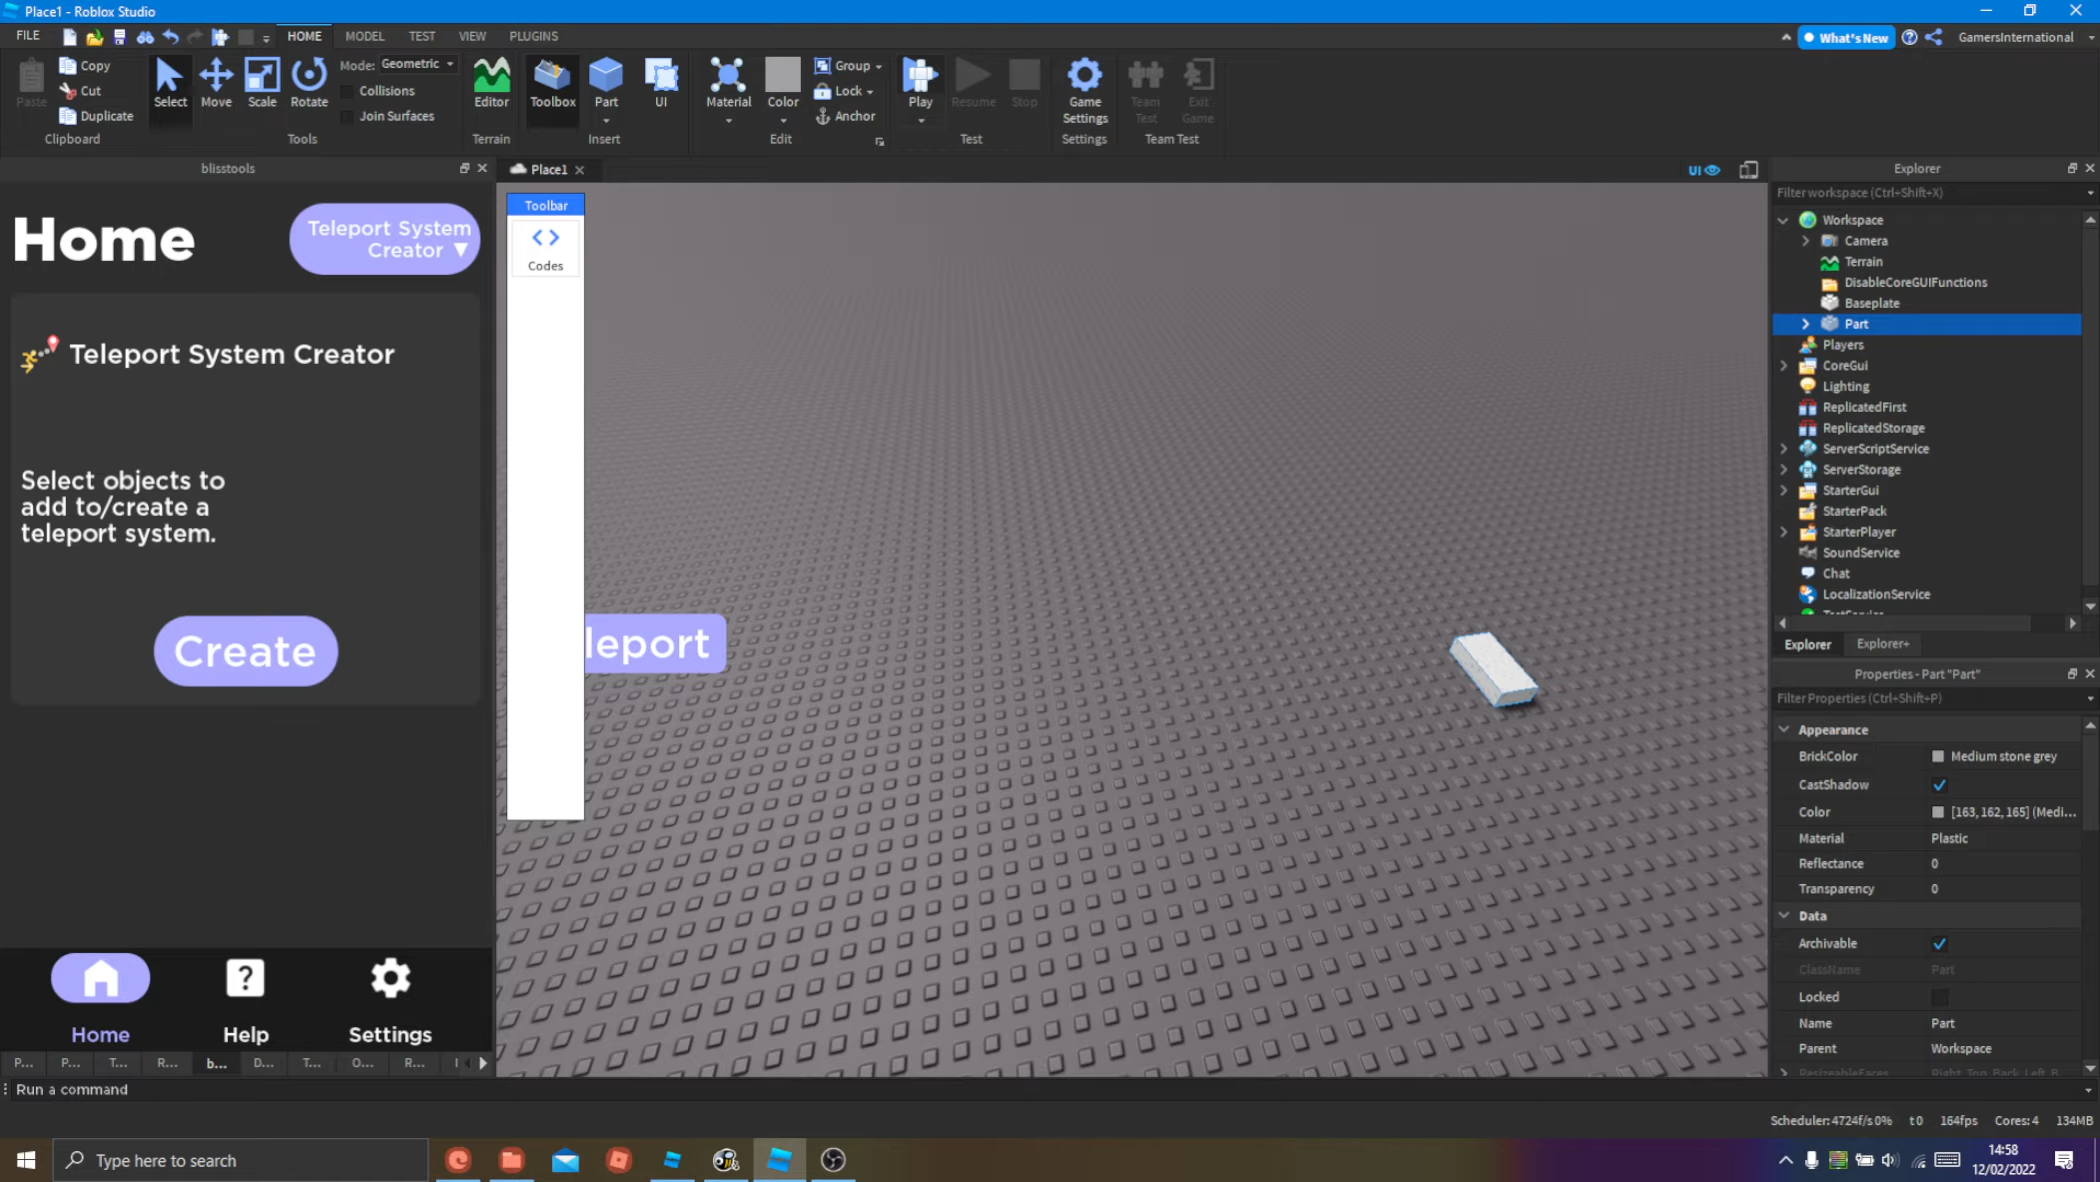 Place1 - Roblox Studio
FILE
HOME
MODEL
TEST
VIEW
PLUGINS
What's New
GamersInternational
Paste
Copy
Cut
Duplicate
Clipboard
Select
Move
Scale
Rotate
Mode: Geometric
Collisions
Join Surfaces
Tools
Editor
Terrain
Toolbox
Part
UI
Insert
Material
Color
Group
Lock
Anchor
Edit
Play
Resume
Stop
Test
Game
Settings
Settings
Team
Test
Exit
Game
Team Test
blisstools
Home
Teleport System
Creator ▼
Teleport System Creator
Select objects to
add to/create a
teleport system.
Create
Home
Help
Settings
P...
P...
T...
R...
b...
D...
T...
O...
R...
Place1
UI
Toolbar
Codes
leport
Explorer
Filter workspace (Ctrl+Shift+X)
Workspace
Camera
Terrain
DisableCoreGUIFunctions
Baseplate
Part
Players
CoreGui
Lighting
ReplicatedFirst
ReplicatedStorage
ServerScriptService
ServerStorage
StarterGui
StarterPack
StarterPlayer
SoundService
Chat
LocalizationService
Explorer
Explorer+
Properties - Part "Part"
Filter Properties (Ctrl+Shift+P)
Appearance
BrickColor Medium stone grey
CastShadow
Color [163, 162, 165] (Medi...
Material Plastic
Reflectance 0
Transparency 0
Data
Archivable
ClassName Part
Locked
Name Part
Parent Workspace
Run a command
Scheduler:4724f/s 0% t0 164fps Cores: 4 134MB
Type here to search
14:58
12/02/2022